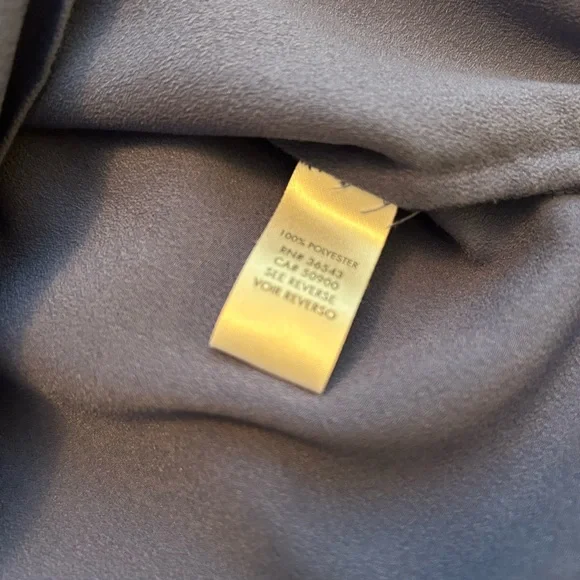 100% POLYESTER
RN# 36543
CA# 50900
SEE REVERSE
VOIR REVERSO